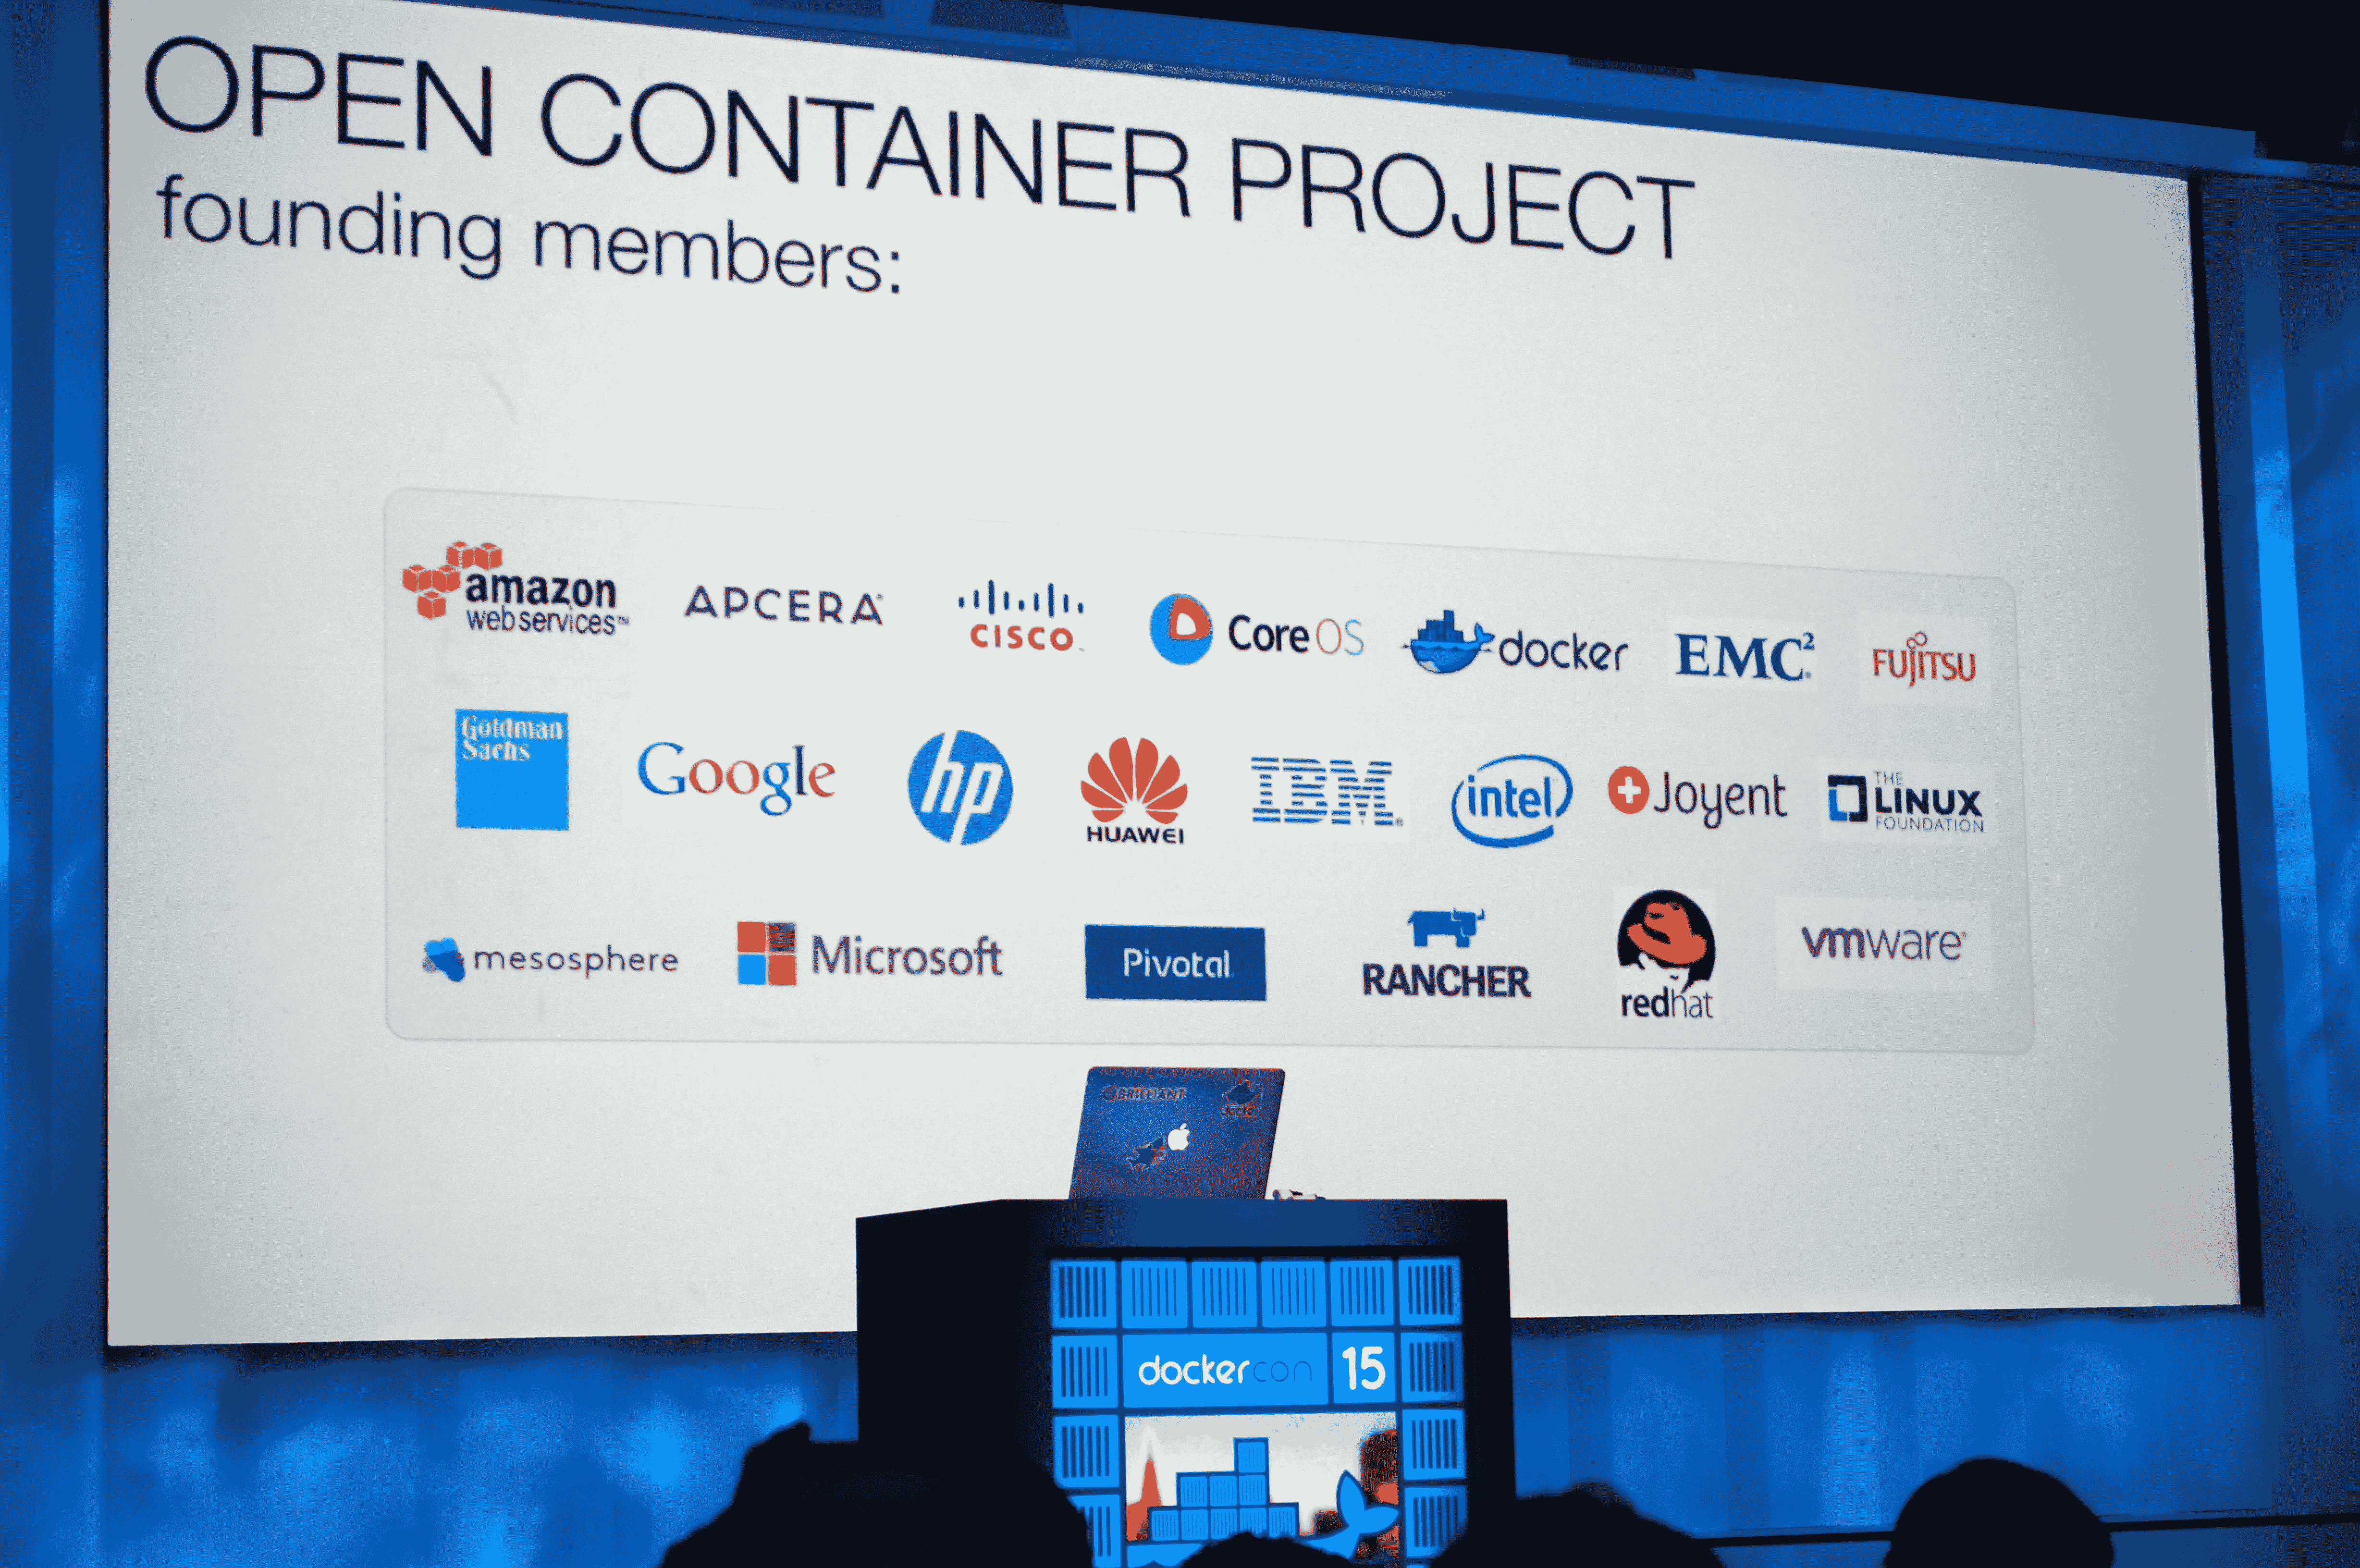 OPEN CONTAINER PROJECT
founding members:
amazon
web services™
APCERA
CISCO
CoreOS
docker
EMC²
FUJITSU
Goldman
Sachs
Google
hp
HUAWEI
IBM
intel
Joyent
THE
LINUX
FOUNDATION
mesosphere
Microsoft
Pivotal
RANCHER
redhat
vmware
BRILLIANT
docker
dockercon 15